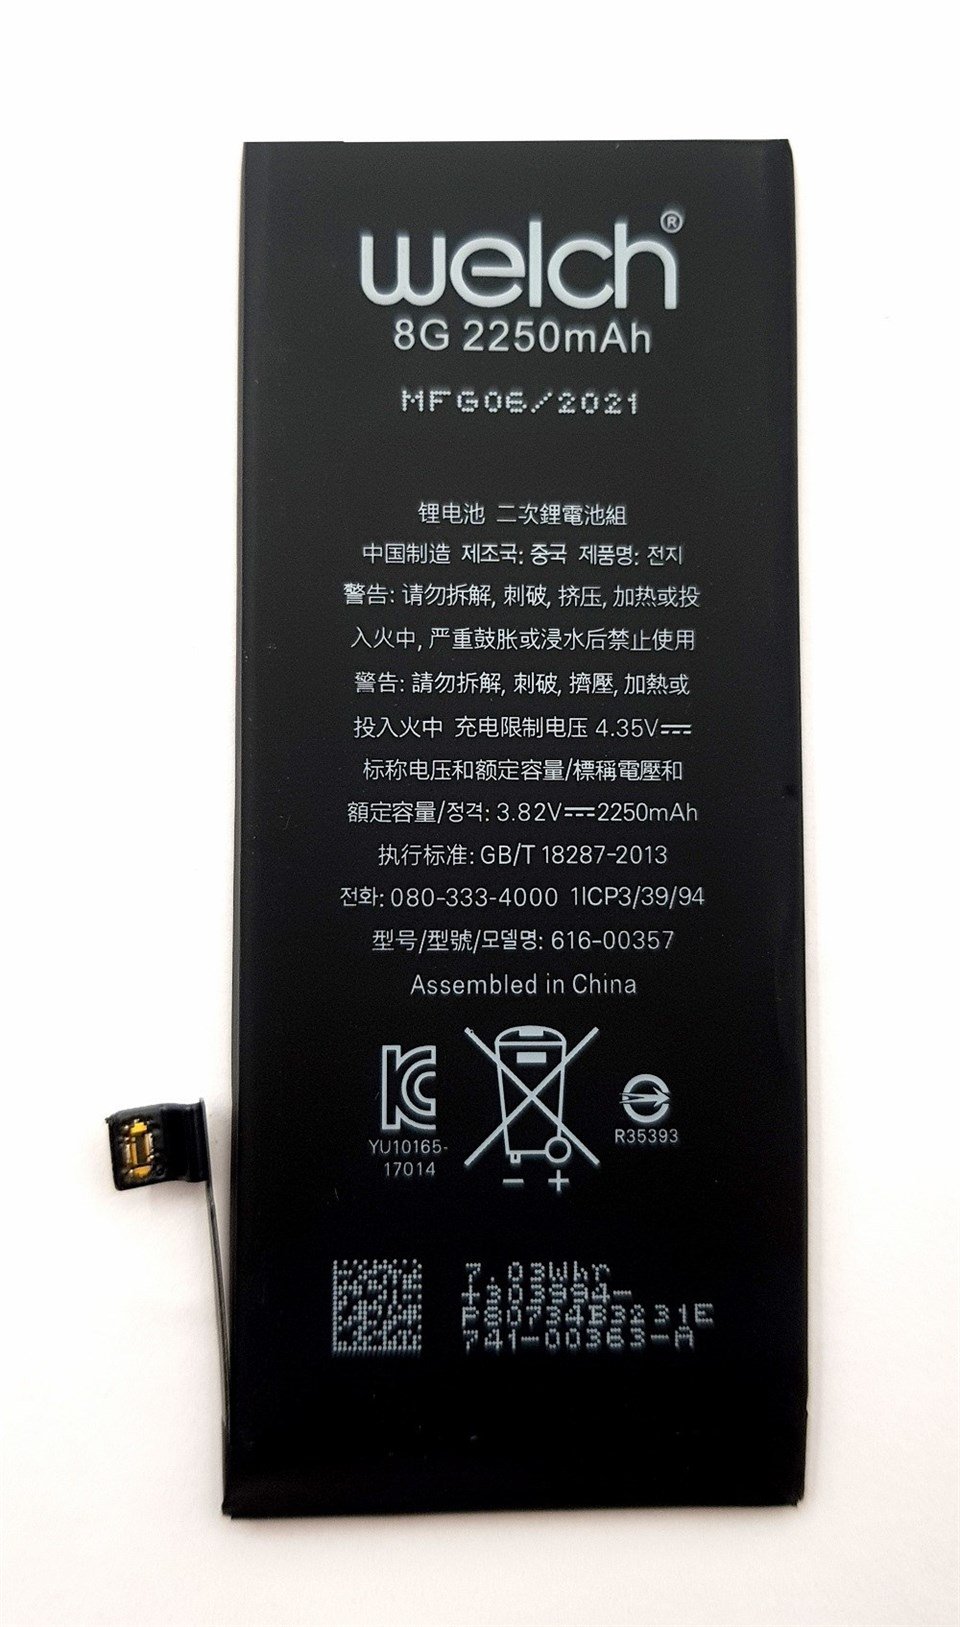 welch®
8G 2250mAh
MFG06/2021
锂电池 二次鋰電池組
中国制造 제조국: 중국 제품명: 전지
警告: 请勿拆解, 刺破, 挤压, 加热或投
入火中, 严重鼓胀或浸水后禁止使用
警告: 請勿拆解, 刺破, 擠壓, 加熱或
投入火中 充电限制电压 4.35V⎓
标称电压和额定容量/標稱電壓和
額定容量/정격: 3.82V⎓2250mAh
执行标准: GB/T 18287-2013
전화: 080-333-4000 1ICP3/39/94
型号/型號/모델명: 616-00357
Assembled in China
YU10165-
17014
R35393
- +
7.03Whr
+303994-
P80734B3231E
741-00363-A